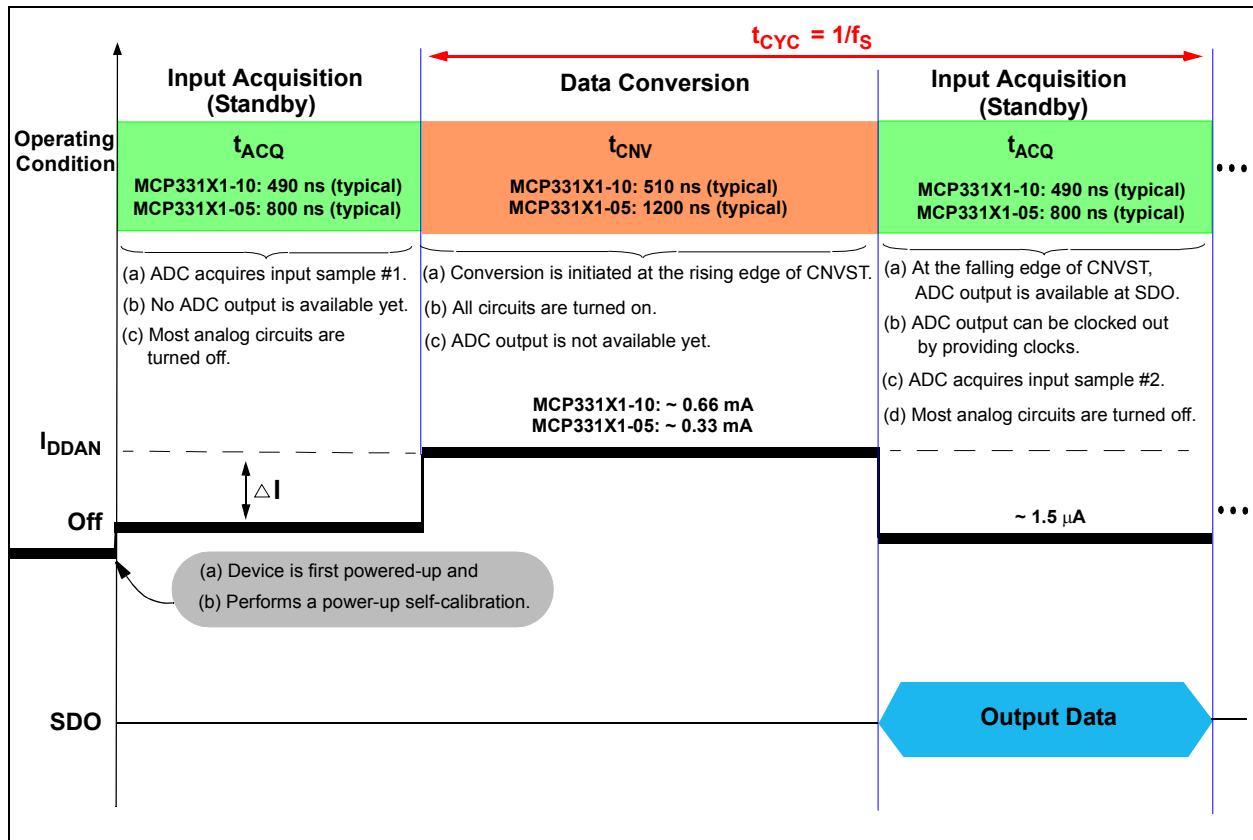 tCYC = 1/fS
Input Acquisition
(Standby)
Data Conversion
Input Acquisition
(Standby)
Operating
Condition
tACQ
MCP331X1-10: 490 ns (typical)
MCP331X1-05: 800 ns (typical)
tCNV
MCP331X1-10: 510 ns (typical)
MCP331X1-05: 1200 ns (typical)
tACQ
MCP331X1-10: 490 ns (typical)
MCP331X1-05: 800 ns (typical)
(a) ADC acquires input sample #1.
(b) No ADC output is available yet.
(c) Most analog circuits are
turned off.
(a) Conversion is initiated at the rising edge of CNVST.
(b) All circuits are turned on.
(c) ADC output is not available yet.
(a) At the falling edge of CNVST,
ADC output is available at SDO.
(b) ADC output can be clocked out
by providing clocks.
(c) ADC acquires input sample #2.
(d) Most analog circuits are turned off.
MCP331X1-10: ~ 0.66 mA
MCP331X1-05: ~ 0.33 mA
IDDAN
△I
Off
~ 1.5 μA
(a) Device is first powered-up and
(b) Performs a power-up self-calibration.
SDO
Output Data